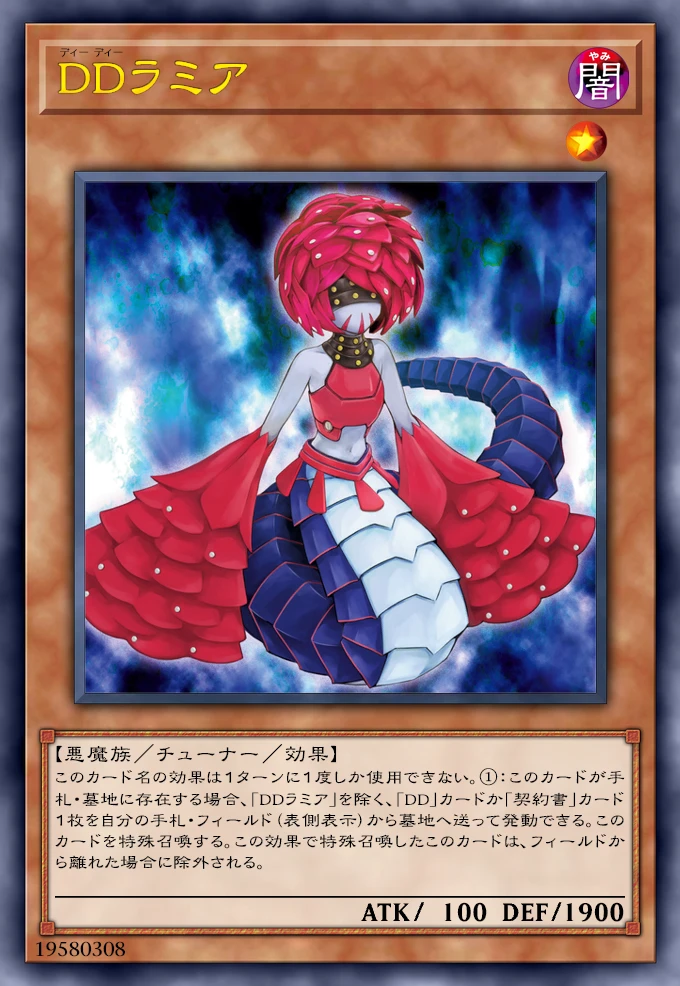 ディー ディー
DDラミア
やみ
闇
【悪魔族／チューナー／効果】
このカード名の効果は１ターンに１度しか使用できない。①：このカードが手
札・墓地に存在する場合、「DDラミア」を除く、「DD」カードか「契約書」カード
１枚を自分の手札・フィールド（表側表示）から墓地へ送って発動できる。この
カードを特殊召喚する。この効果で特殊召喚したこのカードは、フィールドか
ら離れた場合に除外される。
ATK/ 100 DEF/1900
19580308